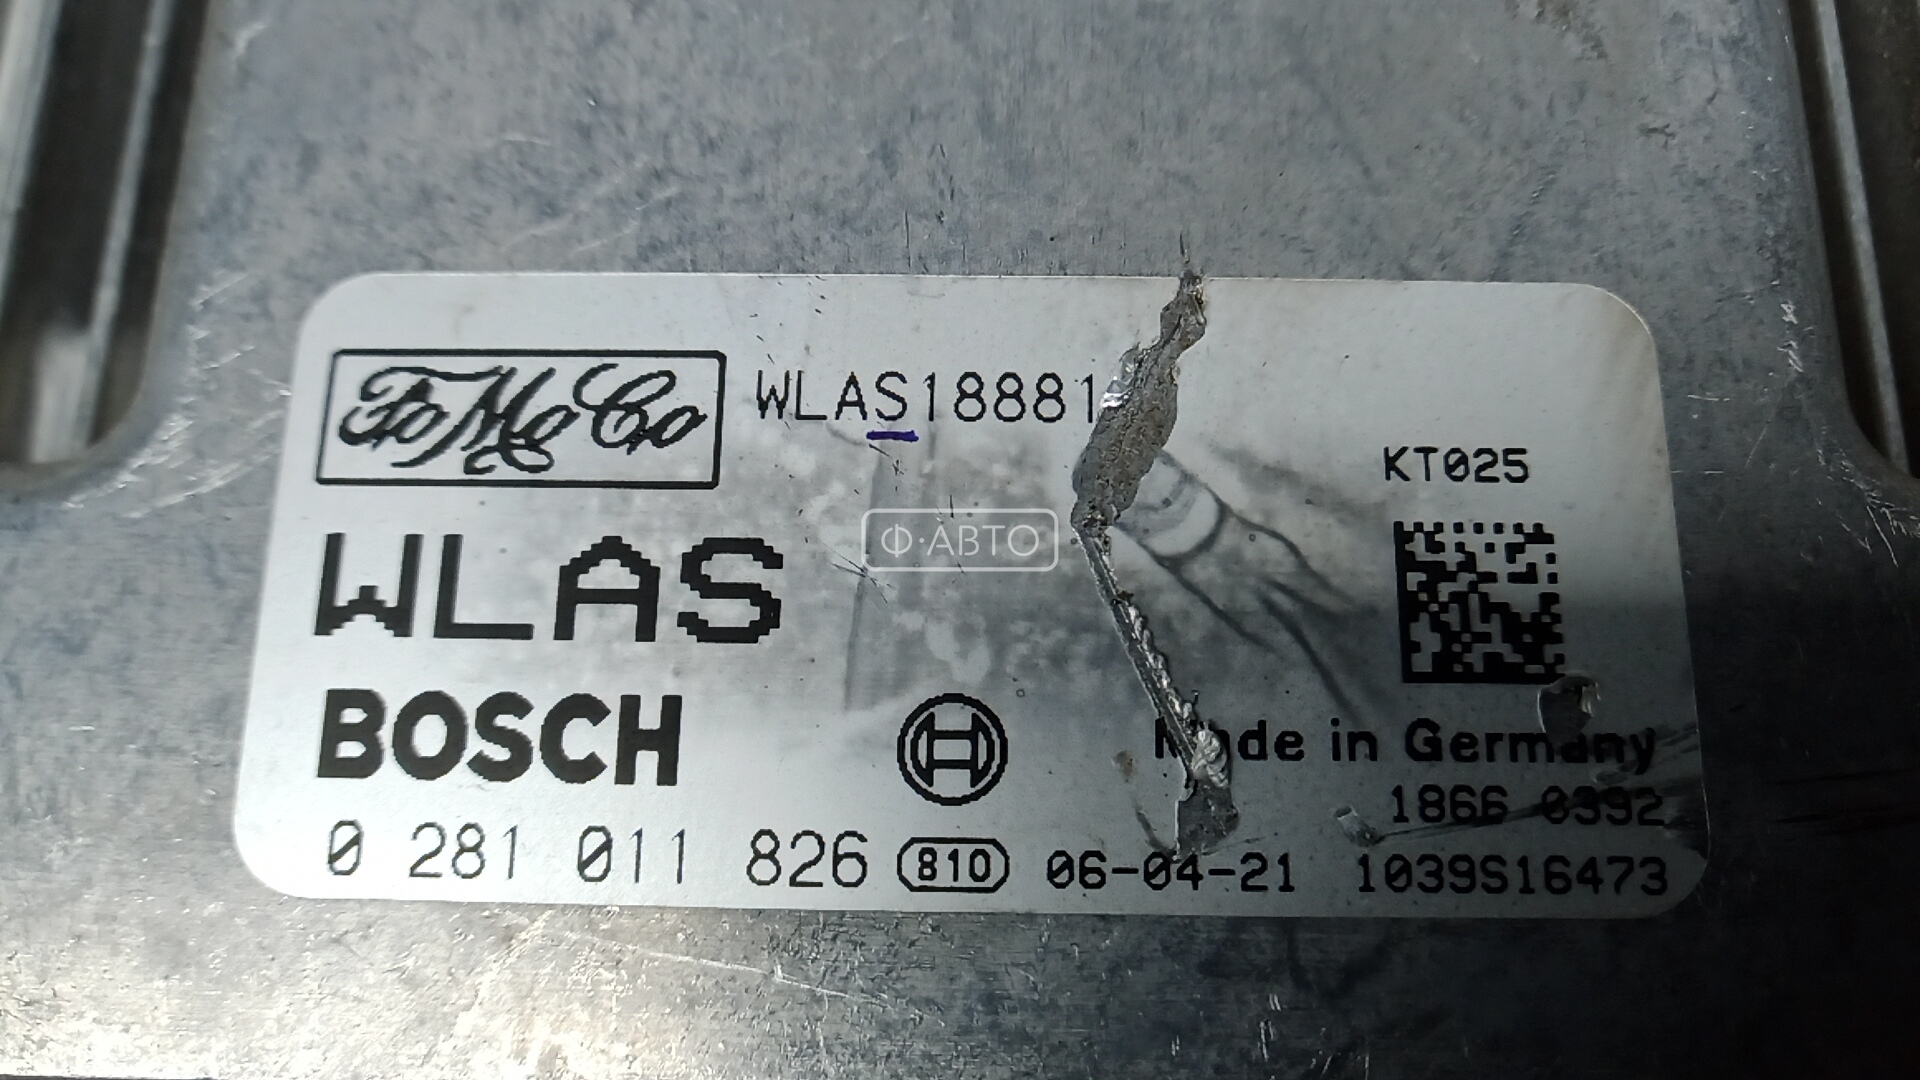 FoMoCo WLAS18881
KT025
Ф·АВТО
WLAS
BOSCH
Made in Germany
1866 0392
0 281 011 826 810 06-04-21 1039S16473